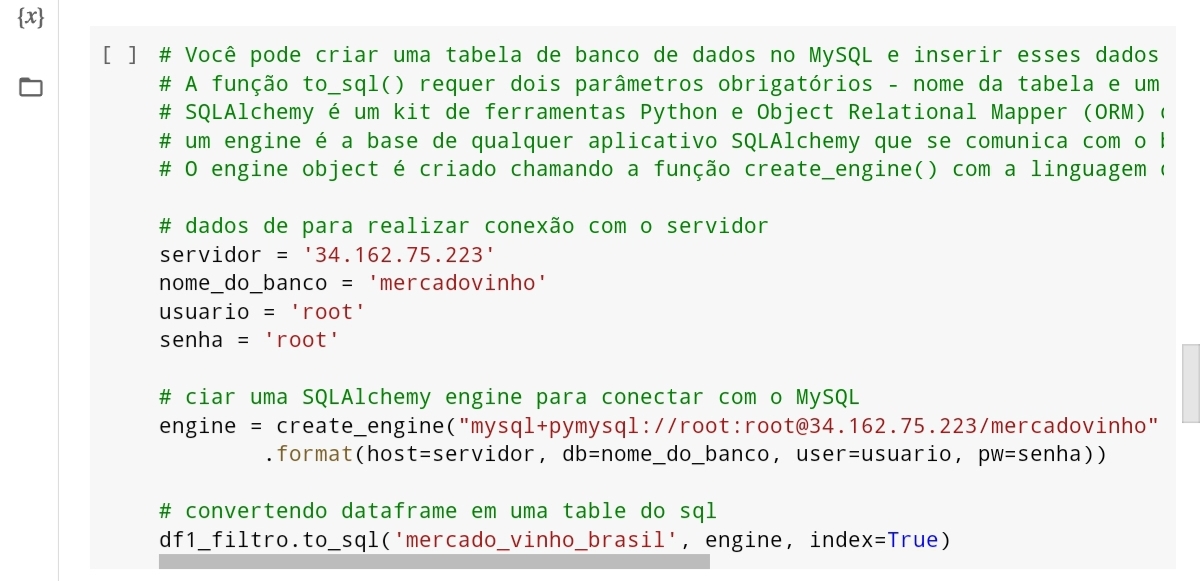 {x}
[ ] # Você pode criar uma tabela de banco de dados no MySQL e inserir esses dados
# A função to_sql() requer dois parâmetros obrigatórios - nome da tabela e um
# SQLAlchemy é um kit de ferramentas Python e Object Relational Mapper (ORM)
# um engine é a base de qualquer aplicativo SQLAlchemy que se comunica com o
# O engine object é criado chamando a função create_engine() com a linguagem
# dados de para realizar conexão com o servidor
servidor = '34.162.75.223'
nome_do_banco = 'mercadovinho'
usuario = 'root'
senha = 'root'
# ciar uma SQLAlchemy engine para conectar com o MySQL
engine = create_engine("mysql+pymysql://root:root@34.162.75.223/mercadovinho"
.format(host=servidor, db=nome_do_banco, user=usuario, pw=senha))
# convertendo dataframe em uma table do sql
df1_filtro.to_sql('mercado_vinho_brasil', engine, index=True)